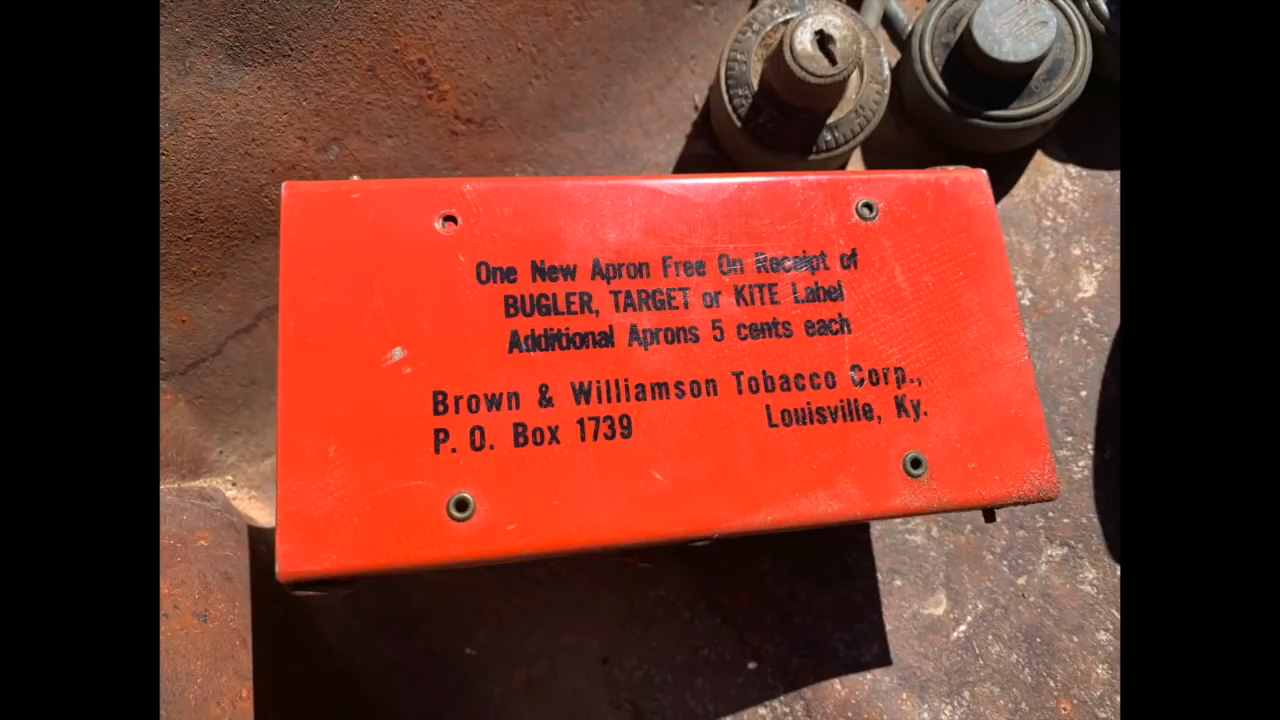 One New Apron Free On Receipt of
BUGLER, TARGET or KITE Label
Additional Aprons 5 cents each
Brown & Williamson Tobacco Corp.,
P. O. Box 1739 Louisville, Ky.